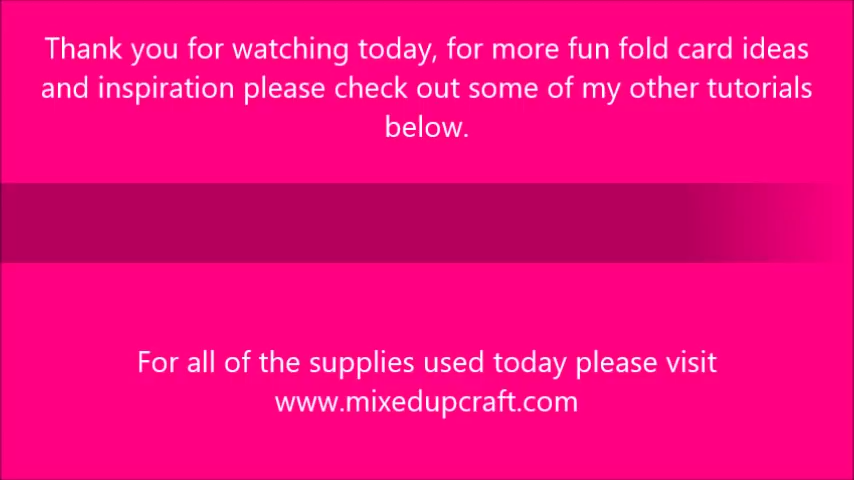 Thank you for watching today, for more fun fold card ideas
and inspiration please check out some of my other tutorials
below.
For all of the supplies used today please visit
www.mixedupcraft.com